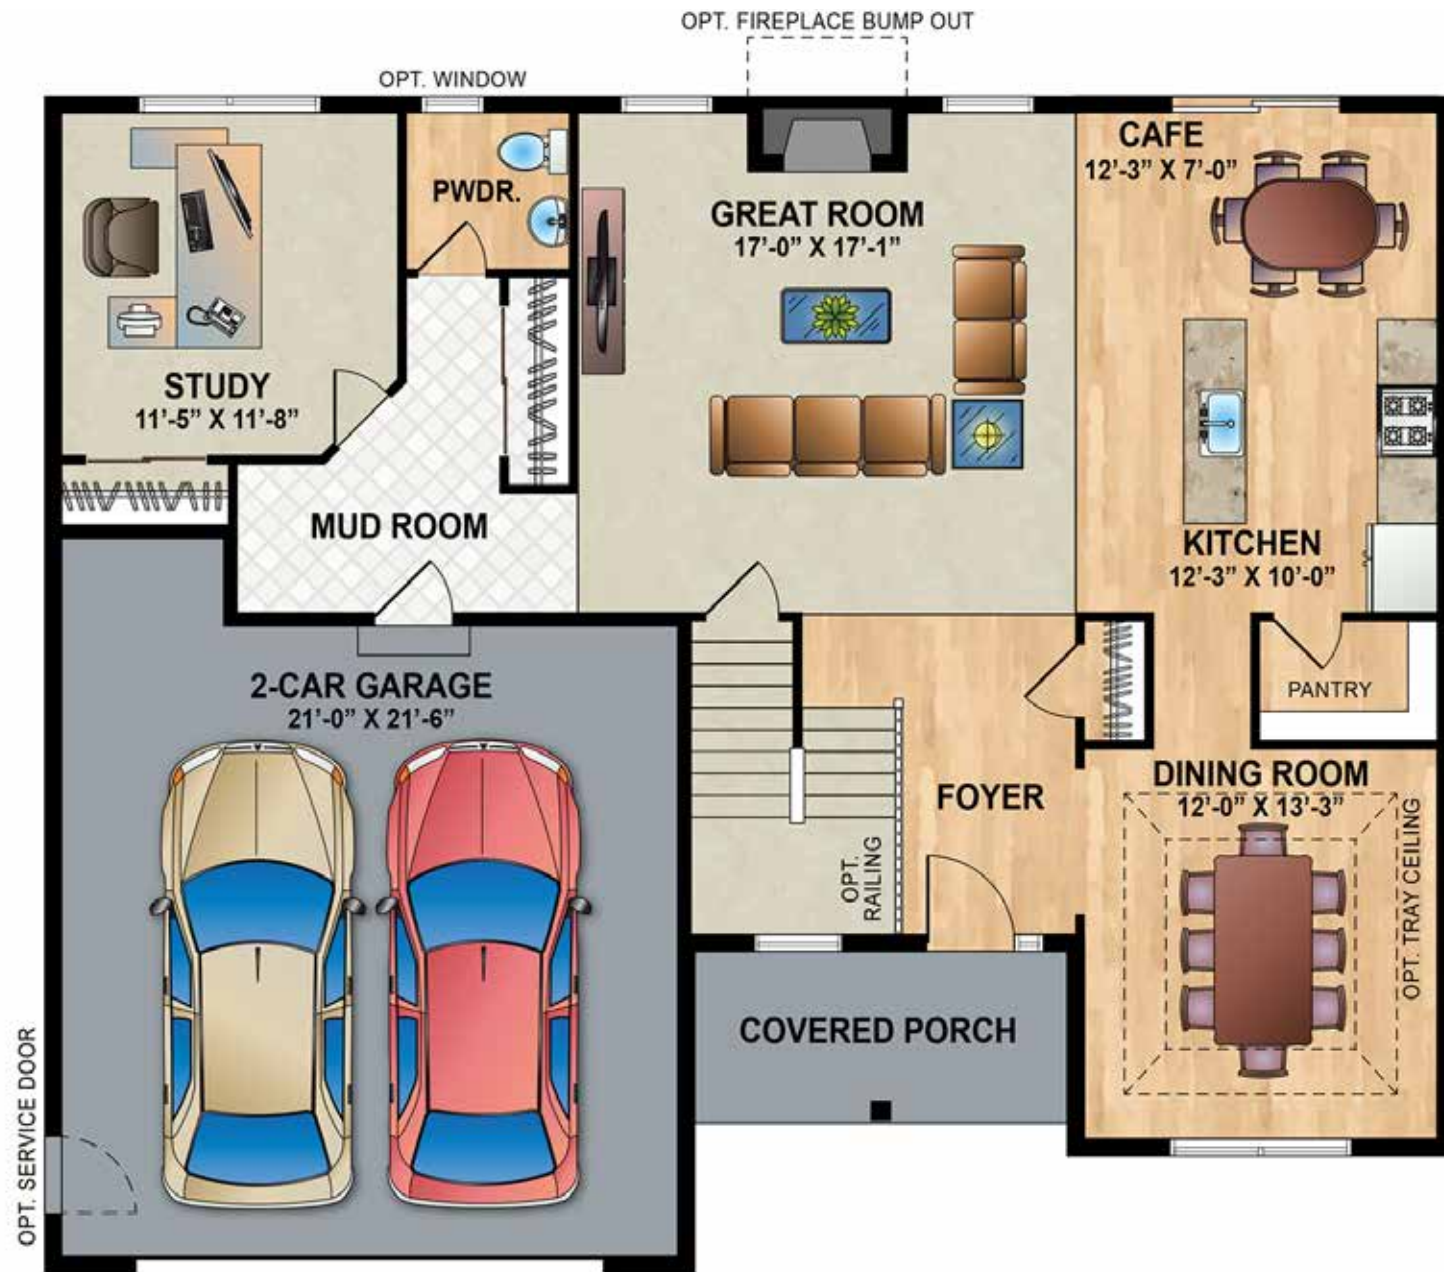 OPT. FIREPLACE BUMP OUT
OPT. WINDOW
CAFE
12'-3” X 7'-0”
PWDR.
GREAT ROOM
17'-0” X 17'-1”
STUDY
11'-5” X 11'-8”
MUD ROOM
KITCHEN
12'-3” X 10'-0”
2-CAR GARAGE
21'-0” X 21'-6”
PANTRY
FOYER
DINING ROOM
12'-0” X 13'-3”
OPT.
RAILING
OPT. TRAY CEILING
COVERED PORCH
OPT. SERVICE DOOR